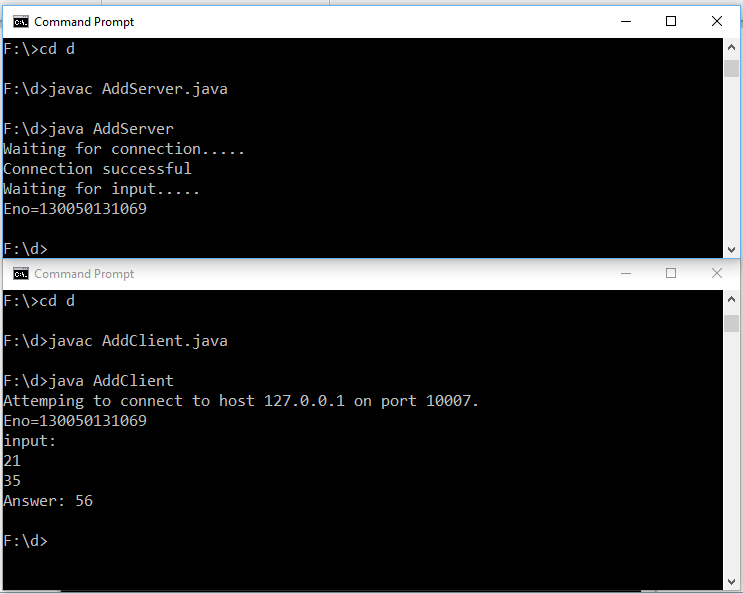 Command Prompt
F:\>cd d
F:\d>javac AddServer.java
F:\d>java AddServer
Waiting for connection.....
Connection successful
Waiting for input.....
Eno=130050131069
F:\d>
Command Prompt
F:\>cd d
F:\d>javac AddClient.java
F:\d>java AddClient
Attemping to connect to host 127.0.0.1 on port 10007.
Eno=130050131069
input:
21
35
Answer: 56
F:\d>